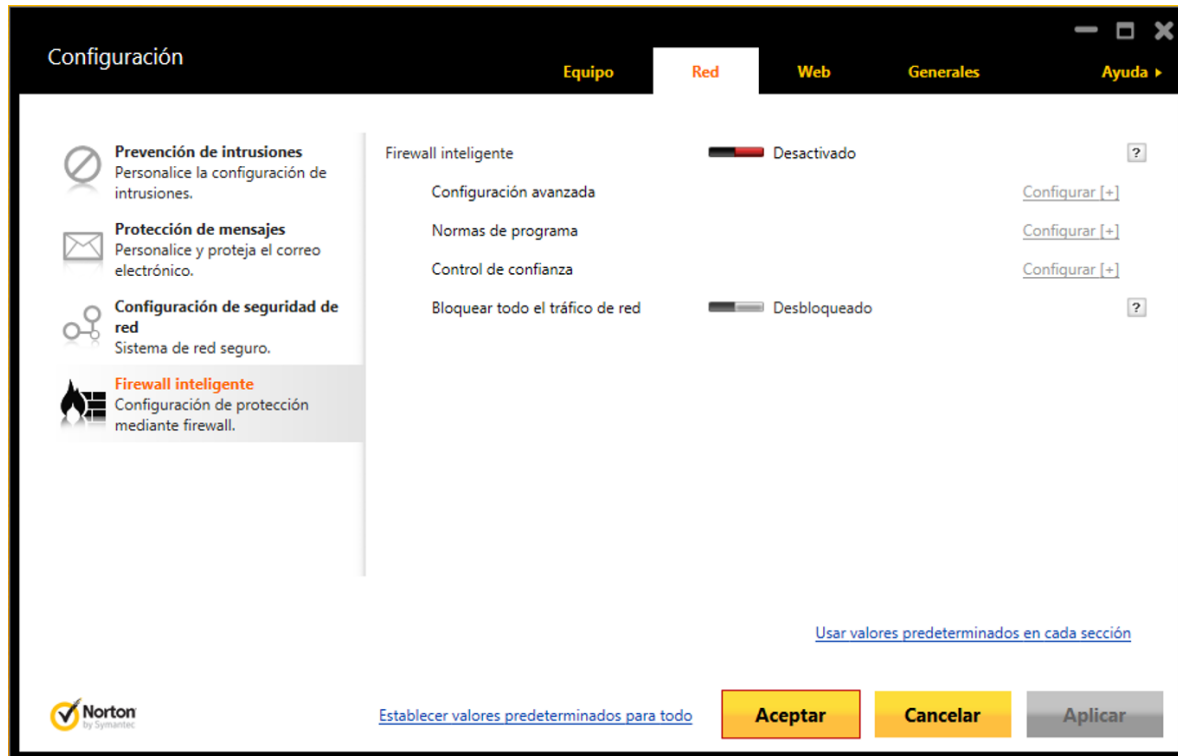 Configuración
Equipo
Red
Web
Generales
Ayuda
Prevención de intrusiones
Personalice la configuración de
intrusiones.
Protección de mensajes
Personalice y proteja el correo
electrónico.
Configuración de seguridad de
red
Sistema de red seguro.
Firewall inteligente
Configuración de protección
mediante firewall.
Firewall inteligente
Desactivado
?
Configuración avanzada
Configurar [+]
Normas de programa
Configurar [+]
Control de confianza
Configurar [+]
Bloquear todo el tráfico de red
Desbloqueado
?
Usar valores predeterminados en cada sección
Norton
by Symantec
Establecer valores predeterminados para todo
Aceptar
Cancelar
Aplicar